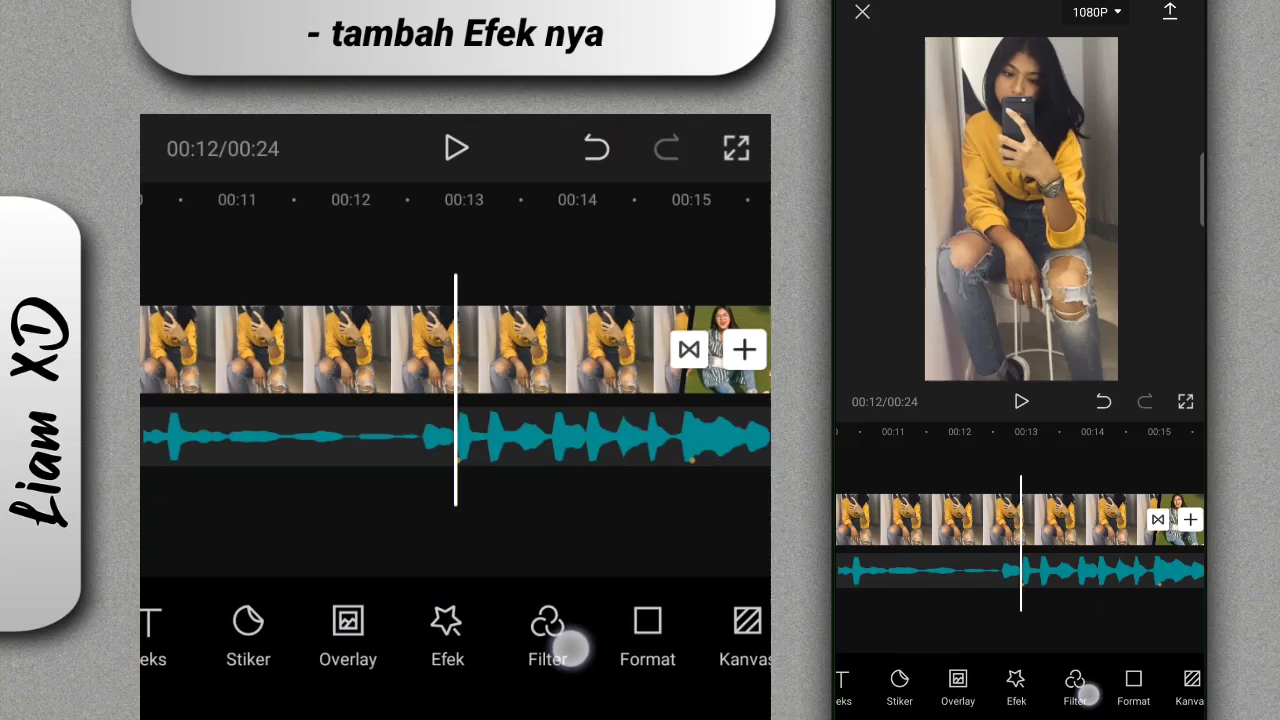 - tambah Efek nya
Liam XD
00:12/00:24
00:11
00:12
00:13
00:14
00:15
eks
Stiker
Overlay
Efek
Filter
Format
Kanvas
1080P
00:12/00:24
00:11
00:12
00:13
00:14
00:15
eks
Stiker
Overlay
Efek
Filter
Format
Kanva